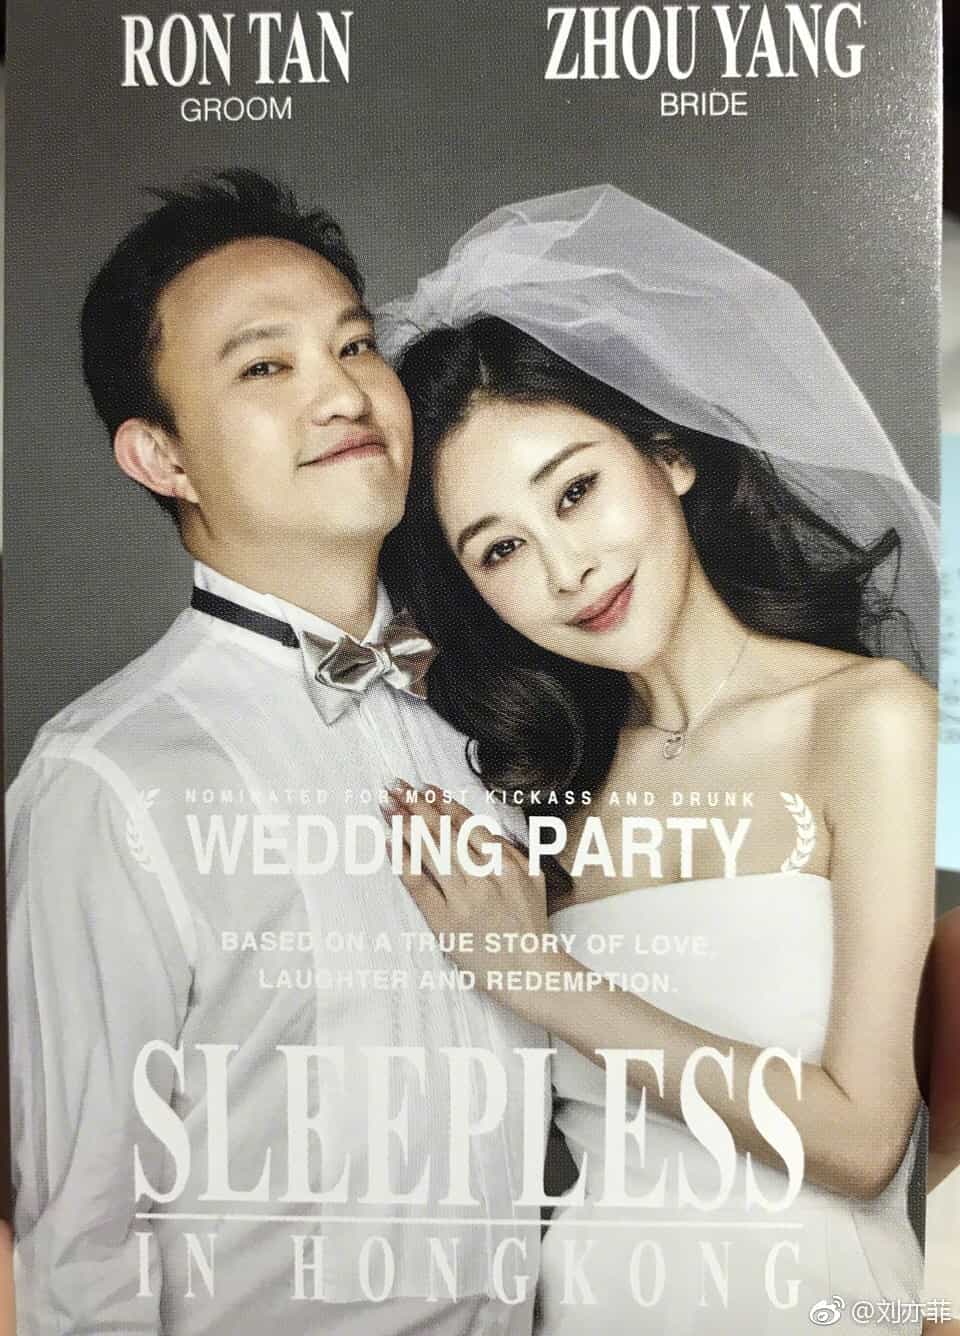 RON TAN
GROOM
ZHOU YANG
BRIDE
NOMINATED FOR MOST KICKASS AND DRUNK
WEDDING PARTY
BASED ON A TRUE STORY OF LOVE,
LAUGHTER AND REDEMPTION.
SLEEPLESS
IN HONGKONG
@刘亦菲